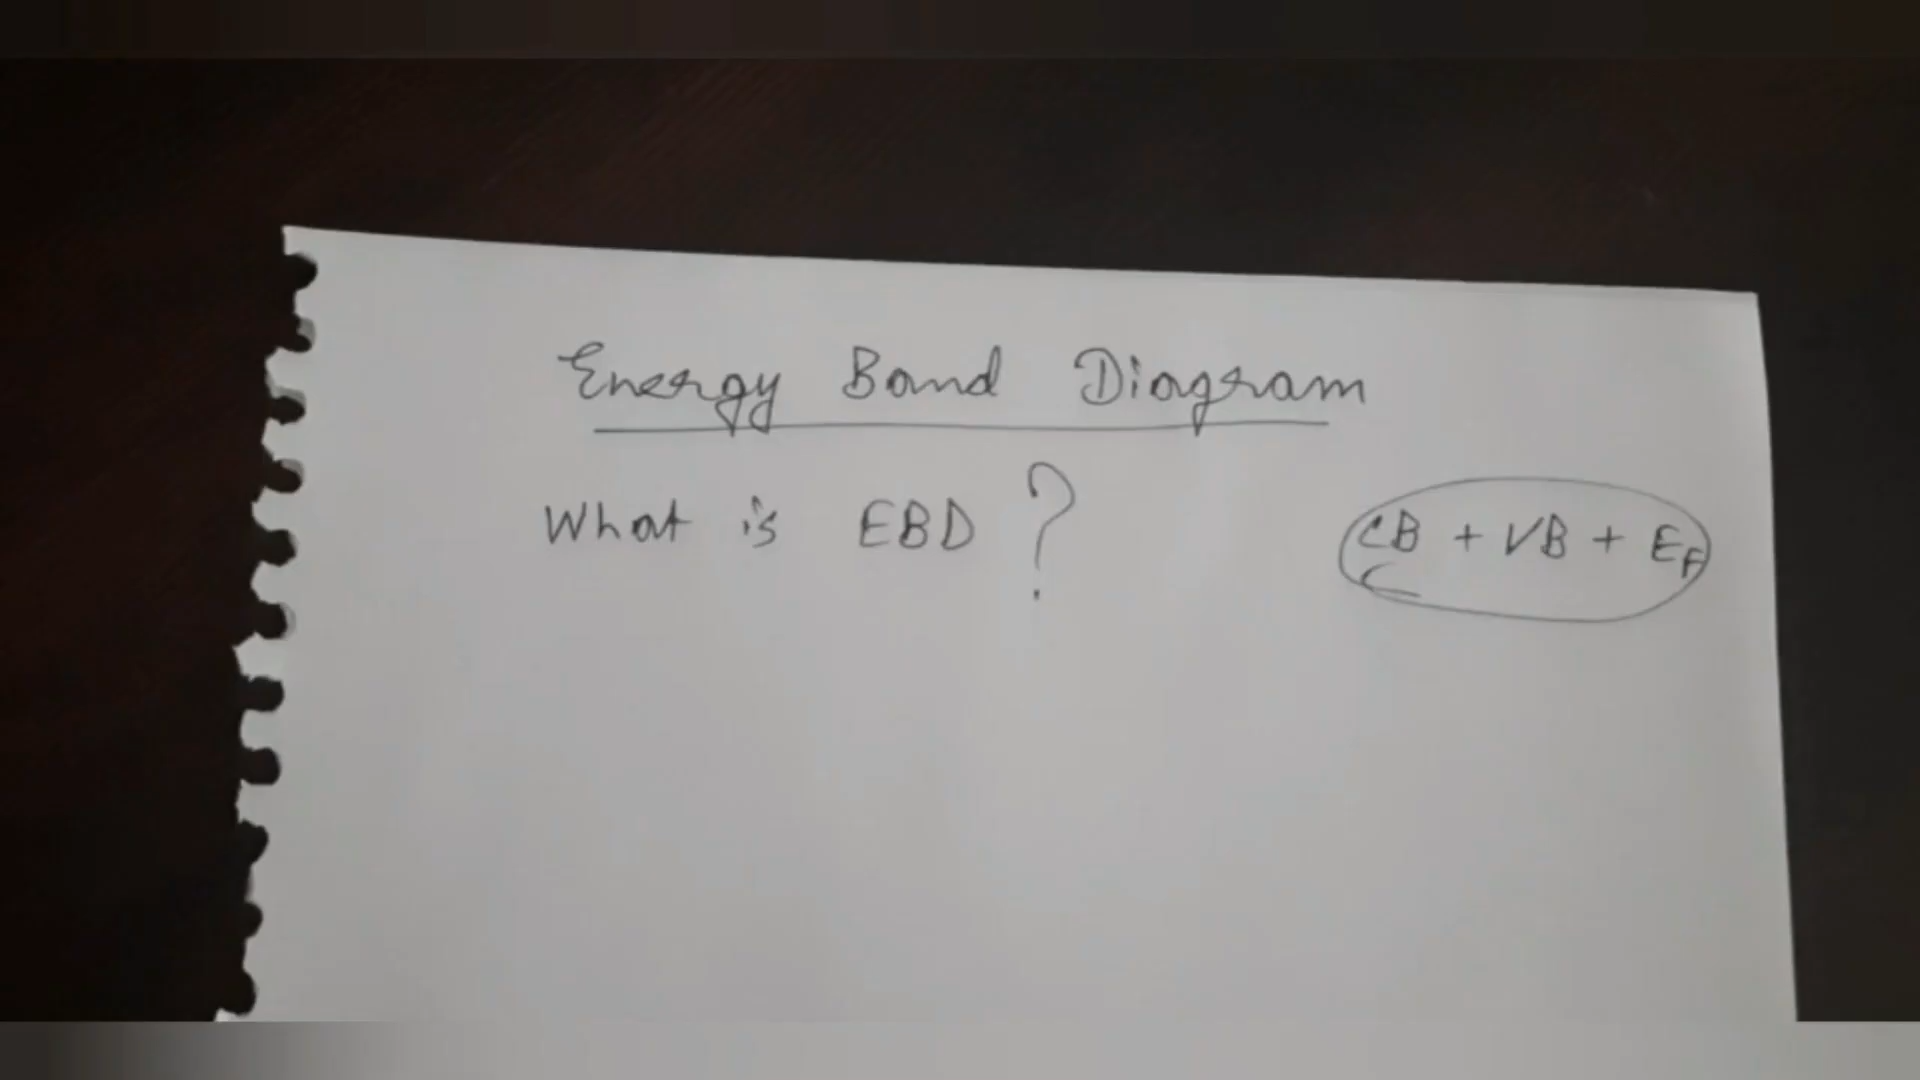 Energy Band Diagram
What is EBD ?
CB + VB + EF